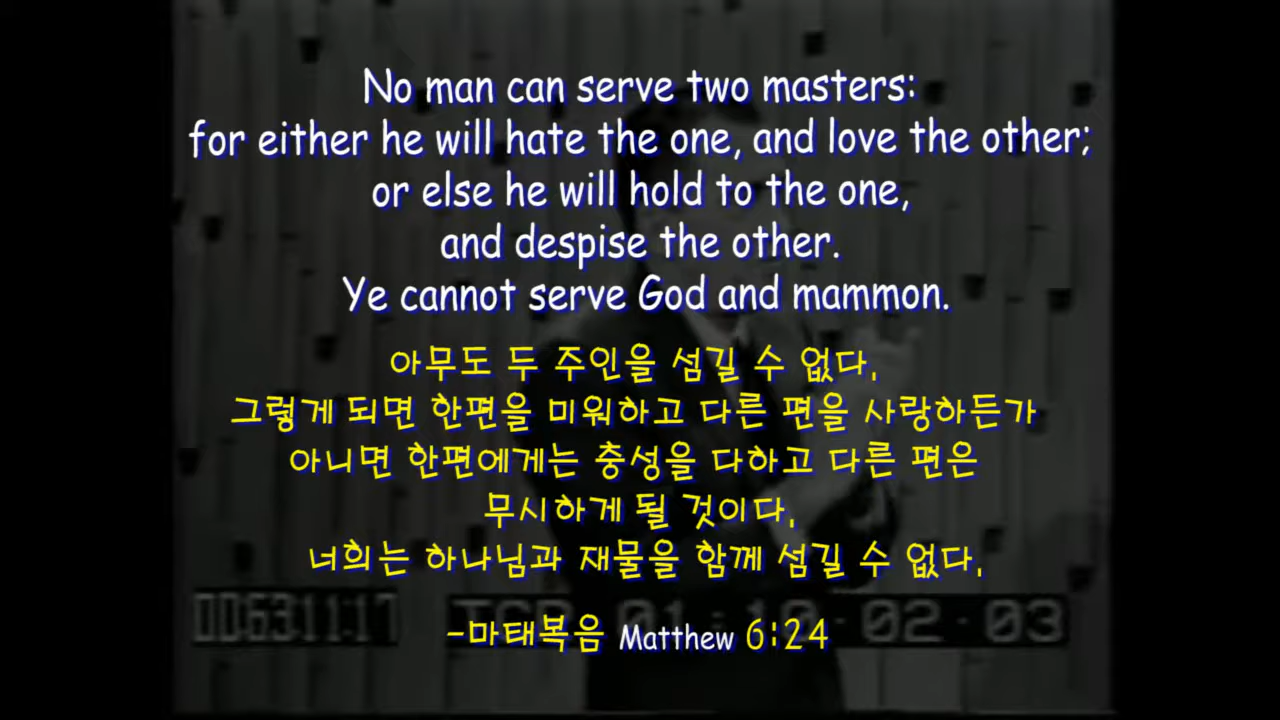 No man can serve two masters:
for either he will hate the one, and love the other;
or else he will hold to the one,
and despise the other.
Ye cannot serve God and mammon.
아무도 두 주인을 섬길 수 없다.
그렇게 되면 한편을 미워하고 다른 편을 사랑하든가
아니면 한편에게는 충성을 다하고 다른 편은
무시하게 될 것이다.
너희는 하나님과 재물을 함께 섬길 수 없다.
-마태복음 Matthew 6:24
TCR 01:10:02:03